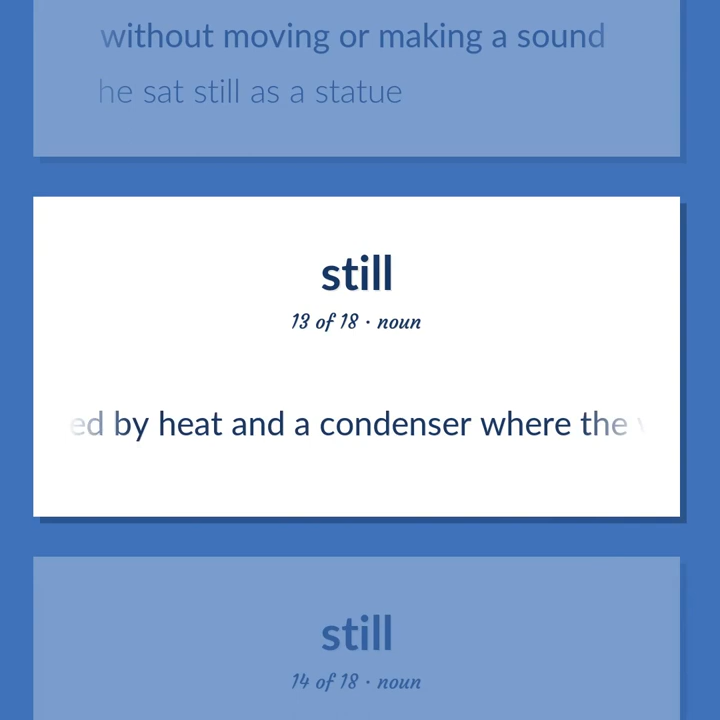 without moving or making a sound
he sat still as a statue
still
13 of 18 · noun
by heat and a condenser where the
still
14 of 18 · noun